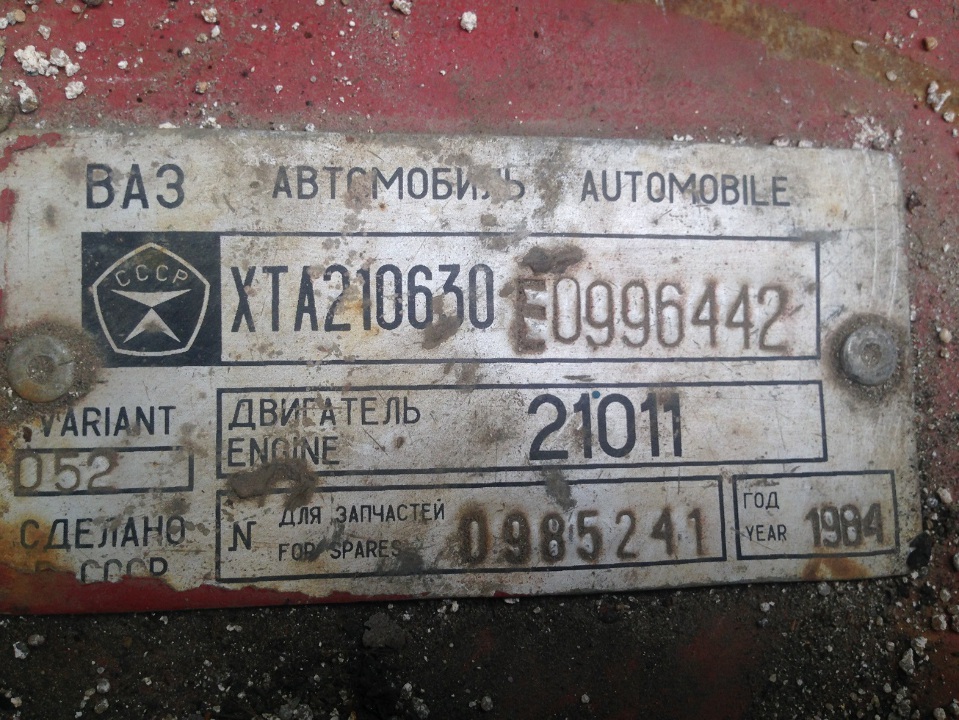 ВАЗ АВТОМОБИЛЬ AUTOMOBILE
СССР
XTA210630 E0996442
VARIANT
052
ДВИГАТЕЛЬ
ENGINE
21011
СДЕЛАНО
В СССР
N
ДЛЯ ЗАПЧАСТЕЙ
FOR SPARES
0985241
ГОД
YEAR
1984